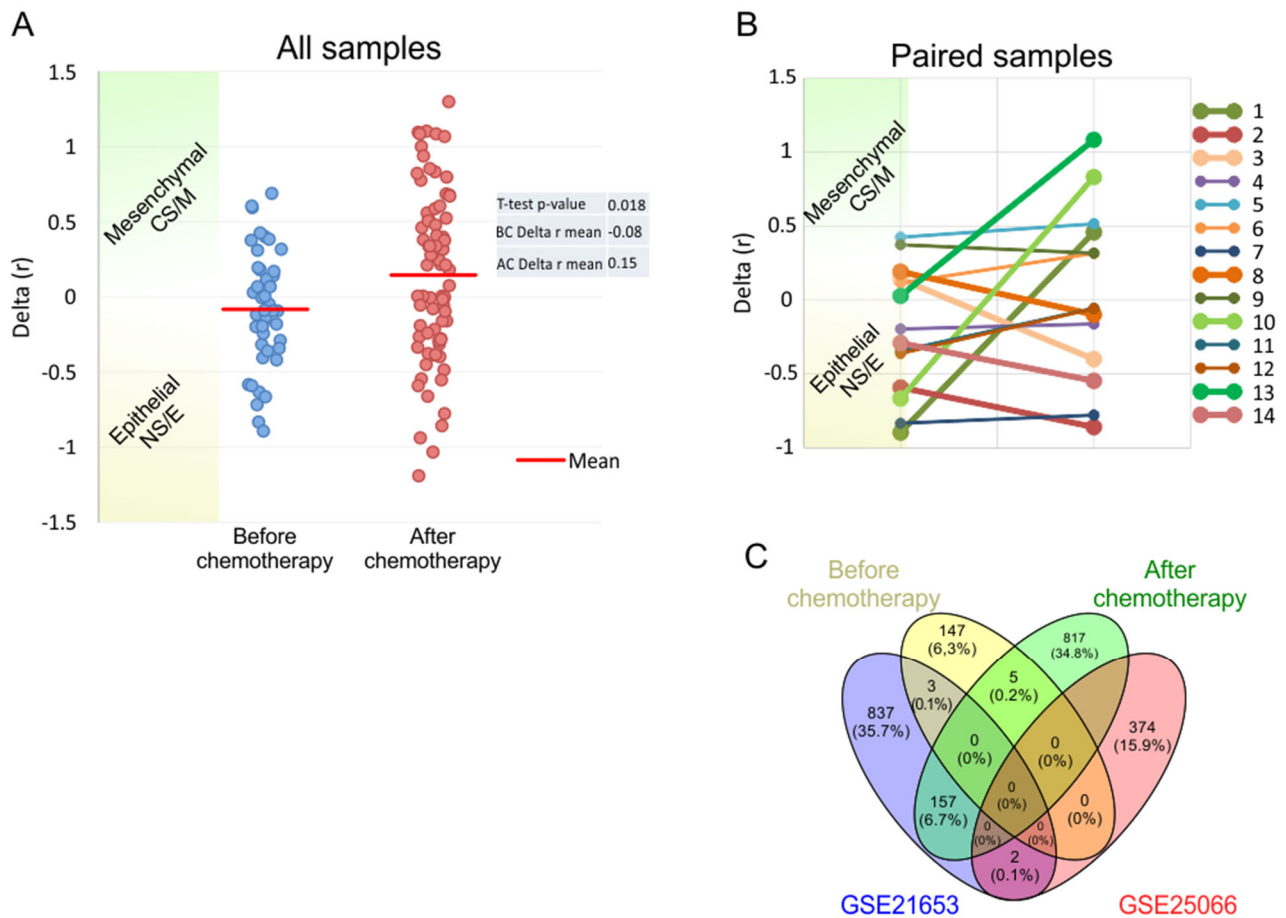 A
All samples
1.5
1
0.5
0
-0.5
-1
-1.5
Delta (r)
Mesenchymal
CS/M
Epithelial
NS/E
T-test p-value 0.018
BC Delta r mean -0.08
AC Delta r mean 0.15
Mean
Before
chemotherapy
After
chemotherapy
B
Paired samples
1.5
1
0.5
0
-0.5
-1
Delta (r)
Mesenchymal
CS/M
Epithelial
NS/E
1
2
3
4
5
6
7
8
9
10
11
12
13
14
C
Before
chemotherapy
After
chemotherapy
147
(6,3%)
817
(34.8%)
3
(0.1%)
5
(0.2%)
837
(35.7%)
374
(15.9%)
0
(0%)
0
(0%)
157
(6.7%)
0
(0%)
0
(0%)
0
(0%)
0
(0%)
2
(0.1%)
GSE21653
GSE25066